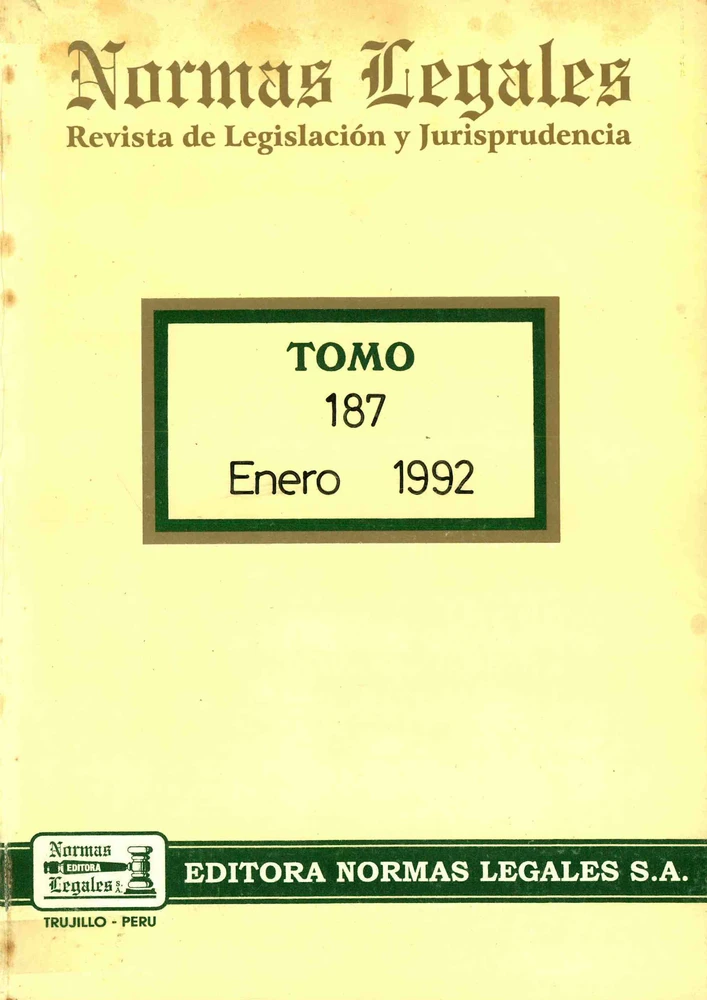 Normas Legales
Revista de Legislación y Jurisprudencia
TOMO
187
Enero 1992
Normas
EDITORA
Legales S.A.
EDITORA NORMAS LEGALES S.A.
TRUJILLO - PERU